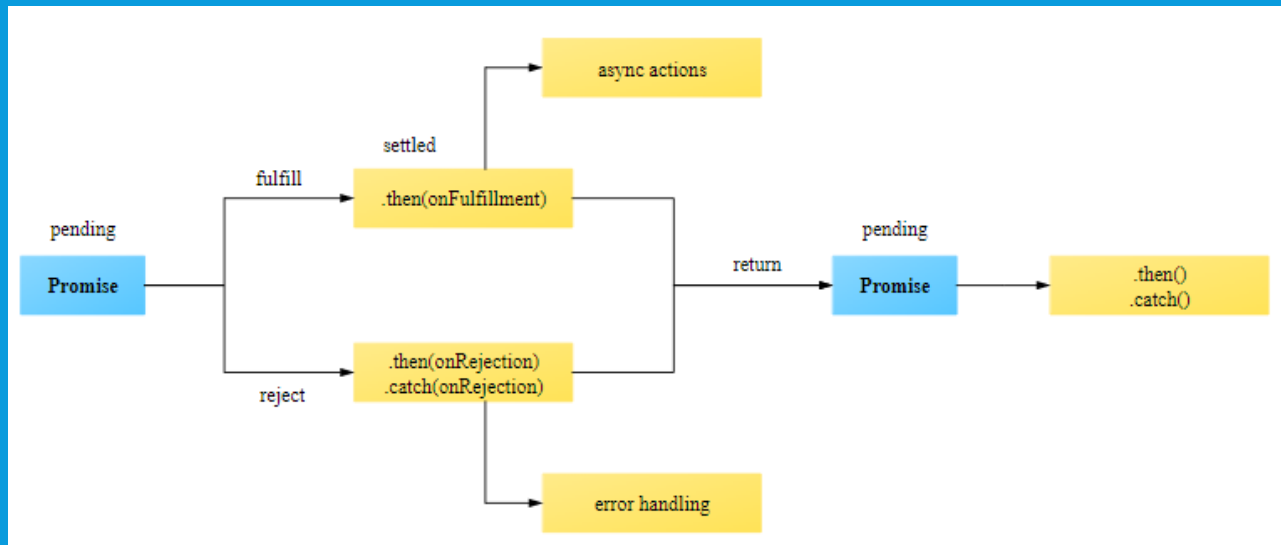 async actions
settled
fulfill
.then(onFulfillment)
pending
Promise
return
pending
Promise
.then()
.catch()
reject
.then(onRejection)
.catch(onRejection)
error handling